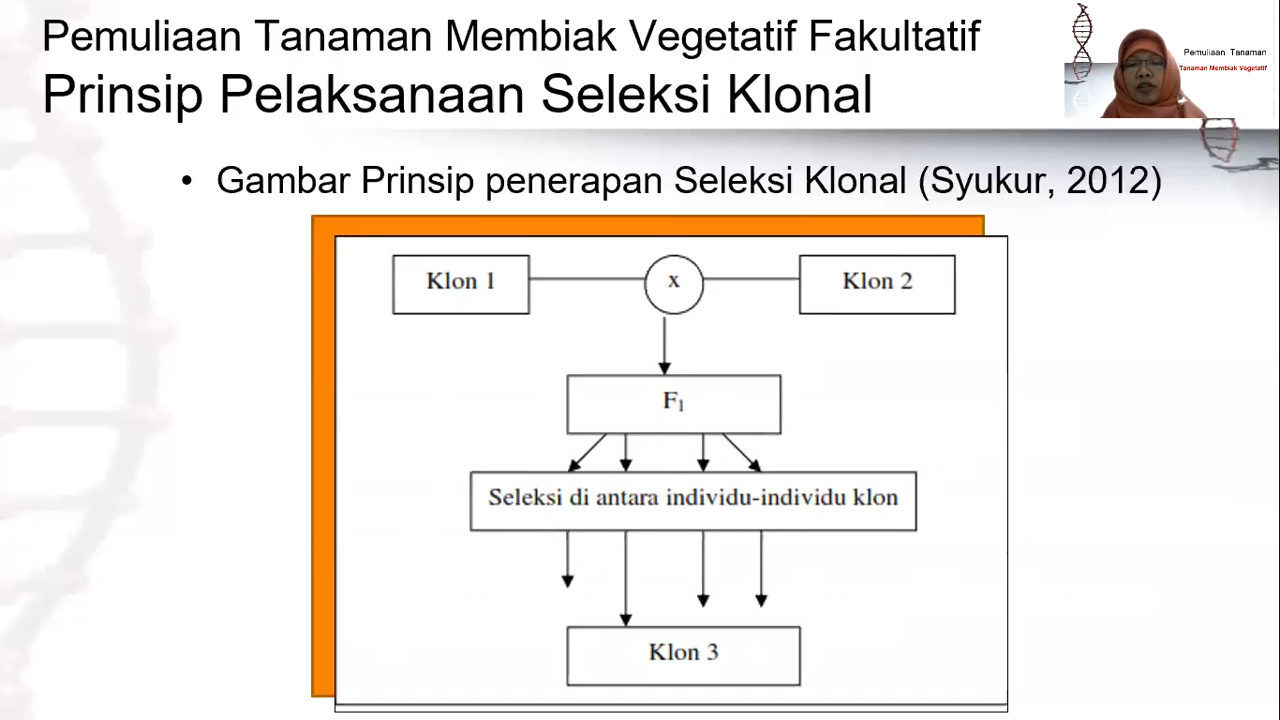 Pemuliaan Tanaman Membiak Vegetatif Fakultatif
Prinsip Pelaksanaan Seleksi Klonal
Pemuliaan Tanaman
Tanaman Membiak Vegetatif
• Gambar Prinsip penerapan Seleksi Klonal (Syukur, 2012)
Klon 1
x
Klon 2
F₁
Seleksi di antara individu-individu klon
Klon 3